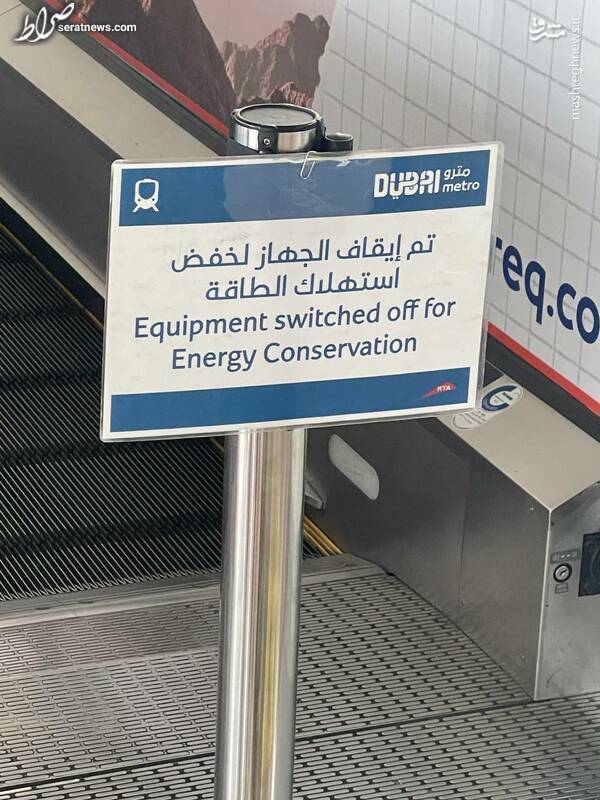 صراط
seratnews.com
مشرق
mashreghnews.ir
DUBAI مترو
metro
تم إيقاف الجهاز لخفض
استهلاك الطاقة
Equipment switched off for
Energy Conservation
RTA
eq.co